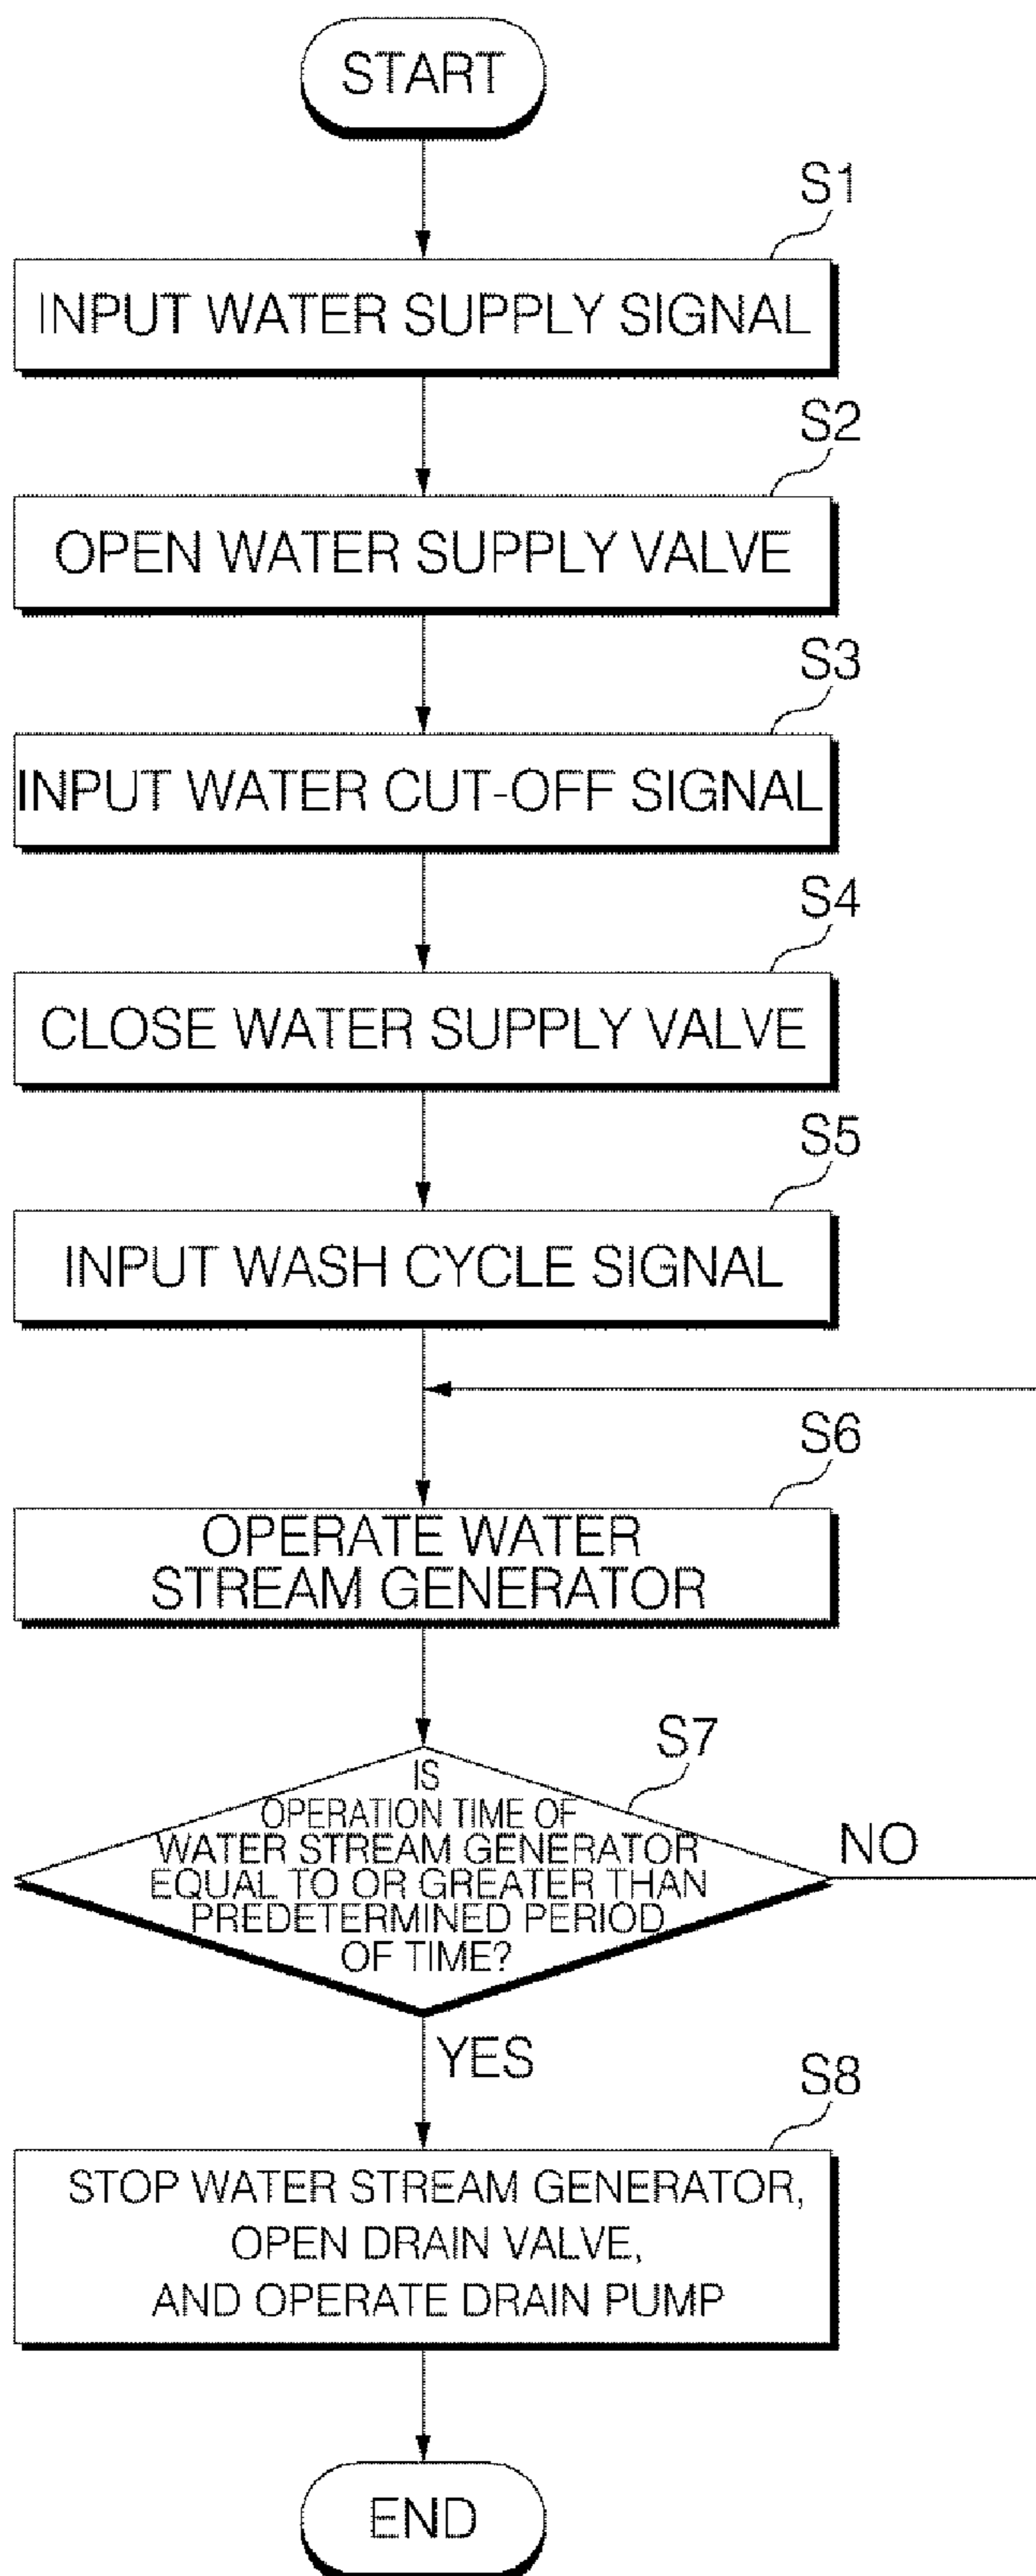 START
S1
INPUT WATER SUPPLY SIGNAL
S2
OPEN WATER SUPPLY VALVE
S3
INPUT WATER CUT-OFF SIGNAL
S4
CLOSE WATER SUPPLY VALVE
S5
INPUT WASH CYCLE SIGNAL
S6
OPERATE WATER
STREAM GENERATOR
S7
IS
OPERATION TIME OF
WATER STREAM GENERATOR
EQUAL TO OR GREATER THAN
PREDETERMINED PERIOD
OF TIME?
NO
YES
S8
STOP WATER STREAM GENERATOR,
OPEN DRAIN VALVE,
AND OPERATE DRAIN PUMP
END